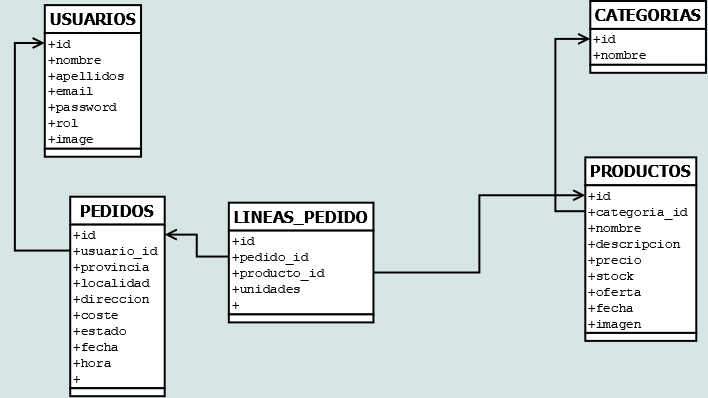 USUARIOS
+id
+nombre
+apellidos
+email
+password
+rol
+image
CATEGORIAS
+id
+nombre
PEDIDOS
+id
+usuario_id
+provincia
+localidad
+direccion
+coste
+estado
+fecha
+hora
+
LINEAS_PEDIDO
+id
+pedido_id
+producto_id
+unidades
+
PRODUCTOS
+id
+categoria_id
+nombre
+descripcion
+precio
+stock
+oferta
+fecha
+imagen